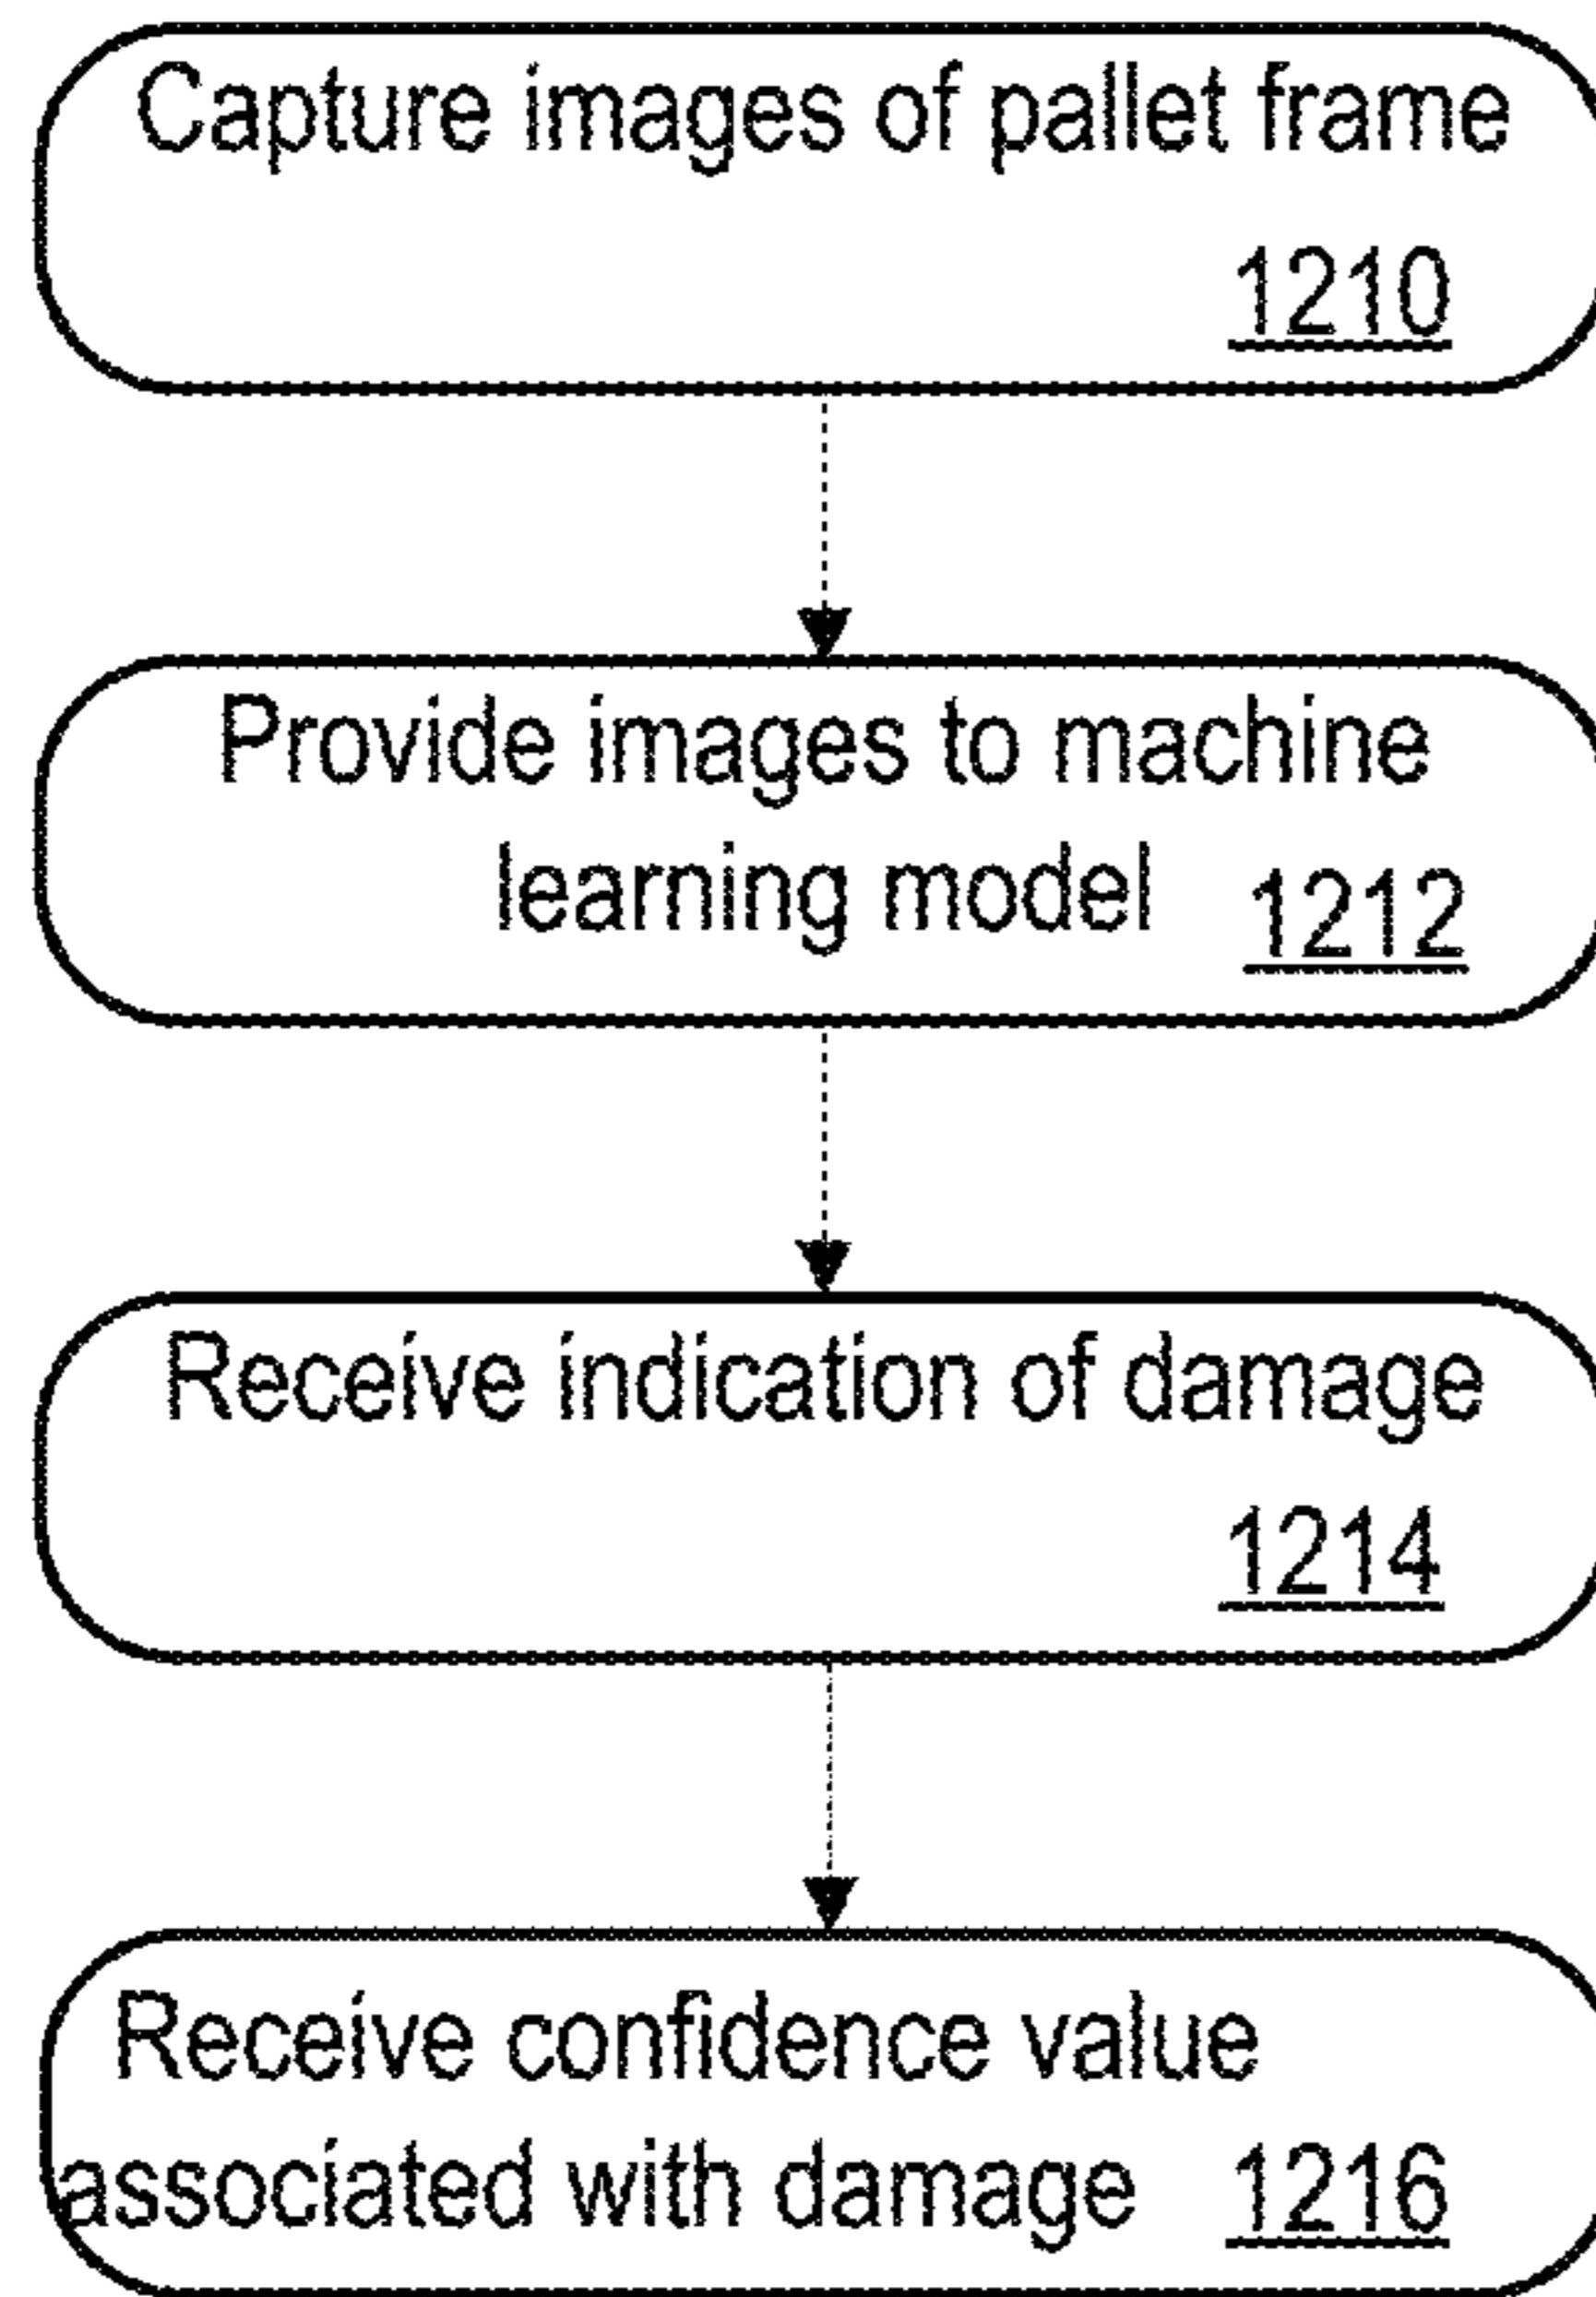 Capture images of pallet frame
1210
Provide images to machine
learning model 1212
Receive indication of damage
1214
Receive confidence value
associated with damage 1216